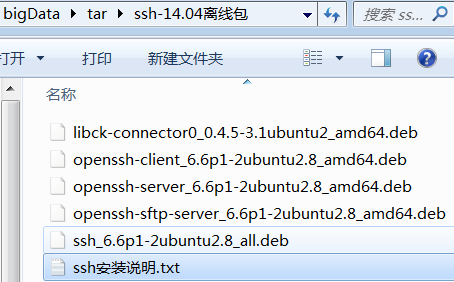 bigData ▸ tar ▸ ssh-14.04离线包
搜索 ss...
打开 打印 新建文件夹
名称
libck-connector0_0.4.5-3.1ubuntu2_amd64.deb
openssh-client_6.6p1-2ubuntu2.8_amd64.deb
openssh-server_6.6p1-2ubuntu2.8_amd64.deb
openssh-sftp-server_6.6p1-2ubuntu2.8_amd64.deb
ssh_6.6p1-2ubuntu2.8_all.deb
ssh安装说明.txt